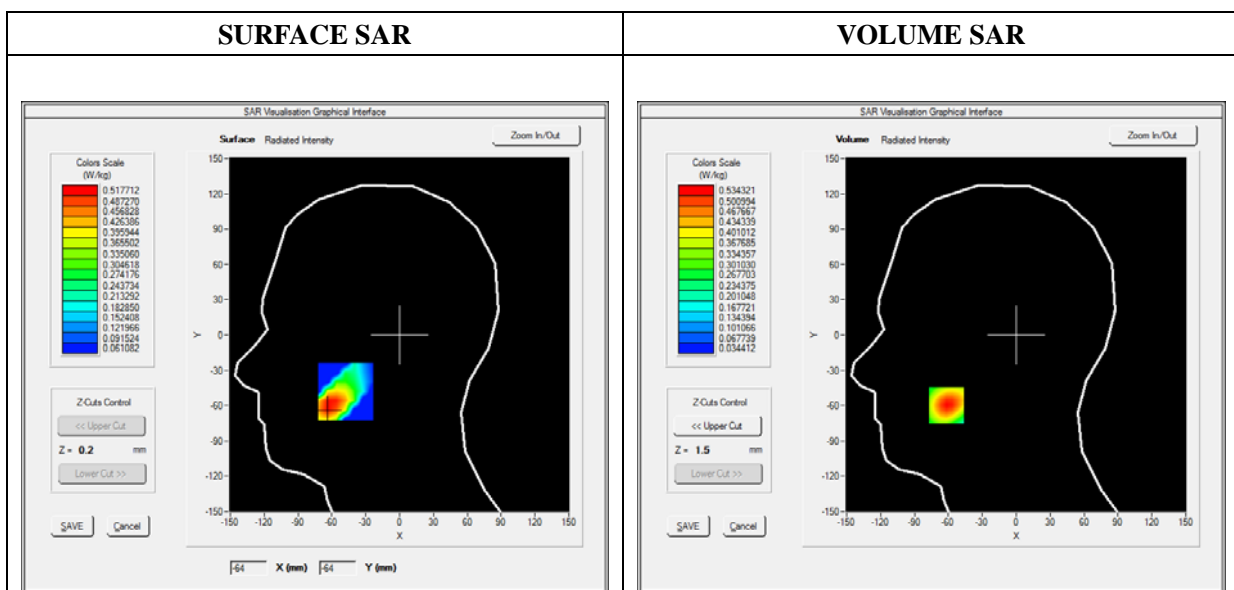 SURFACE SAR
VOLUME SAR
SAR Visualisation Graphical Interface
Surface Radiated Intensity
Zoom In/Out
Colors Scale
(W/kg)
0.517712
0.487270
0.456828
0.426386
0.395944
0.365502
0.335060
0.304618
0.274176
0.243734
0.213292
0.182850
0.152408
0.121966
0.091524
0.061082
Z-Cuts Control
<< Upper Cut
Z = 0.2 mm
Lower Cut >>
SAVE Cancel
150
120
90
60
30
0
-30
-60
-90
-120
-150
Y
-150 -120 -90 -60 -30 0 30 60 90 120 150
X
-64 X (mm) -64 Y (mm)
SAR Visualisation Graphical Interface
Volume Radiated Intensity
Zoom In/Out
Colors Scale
(W/kg)
0.534321
0.500994
0.467667
0.434339
0.401012
0.367685
0.334357
0.301030
0.267703
0.234375
0.201048
0.167721
0.134394
0.101066
0.067739
0.034412
Z-Cuts Control
<< Upper Cut
Z = 1.5 mm
Lower Cut >>
SAVE Cancel
150
120
90
60
30
0
-30
-60
-90
-120
-150
Y
-150 -120 -90 -60 -30 0 30 60 90 120 150
X